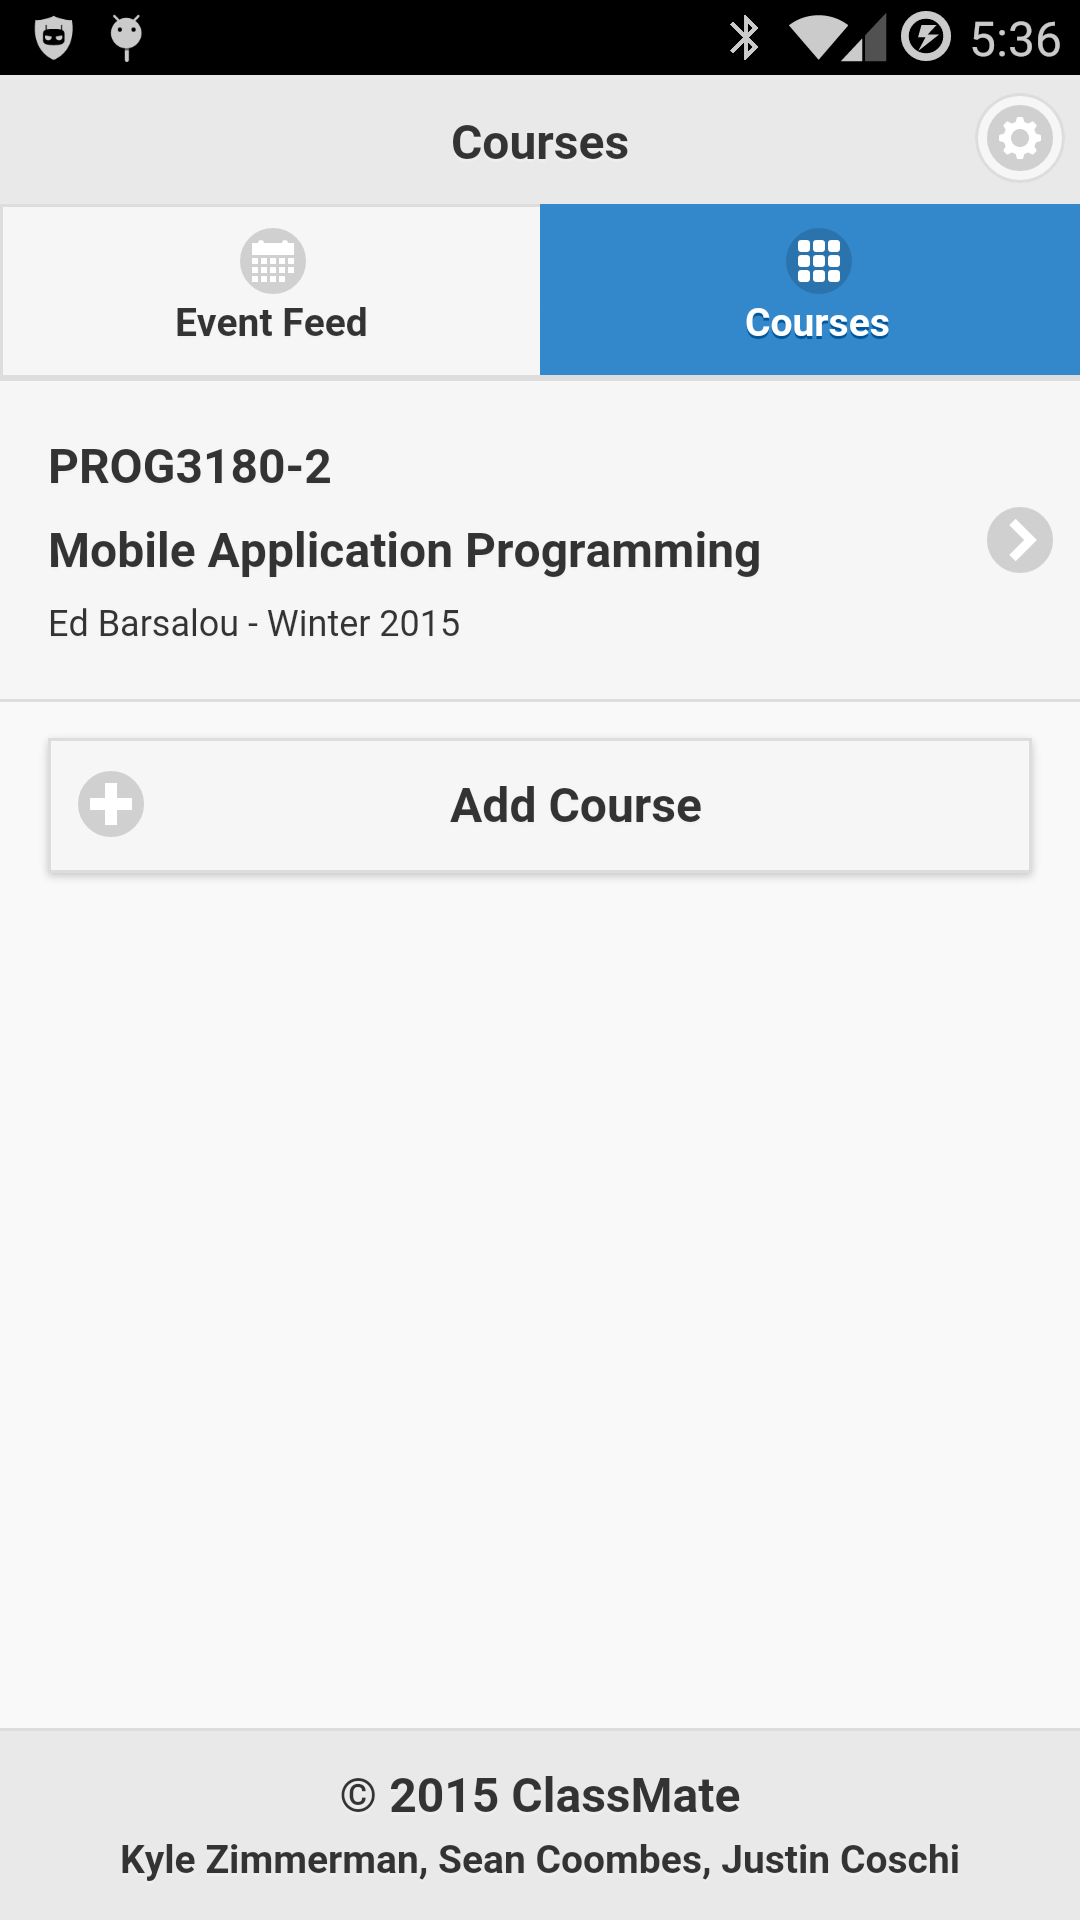 5:36
Courses
Event Feed
Courses
PROG3180-2
Mobile Application Programming
Ed Barsalou - Winter 2015
Add Course
© 2015 ClassMate
Kyle Zimmerman, Sean Coombes, Justin Coschi